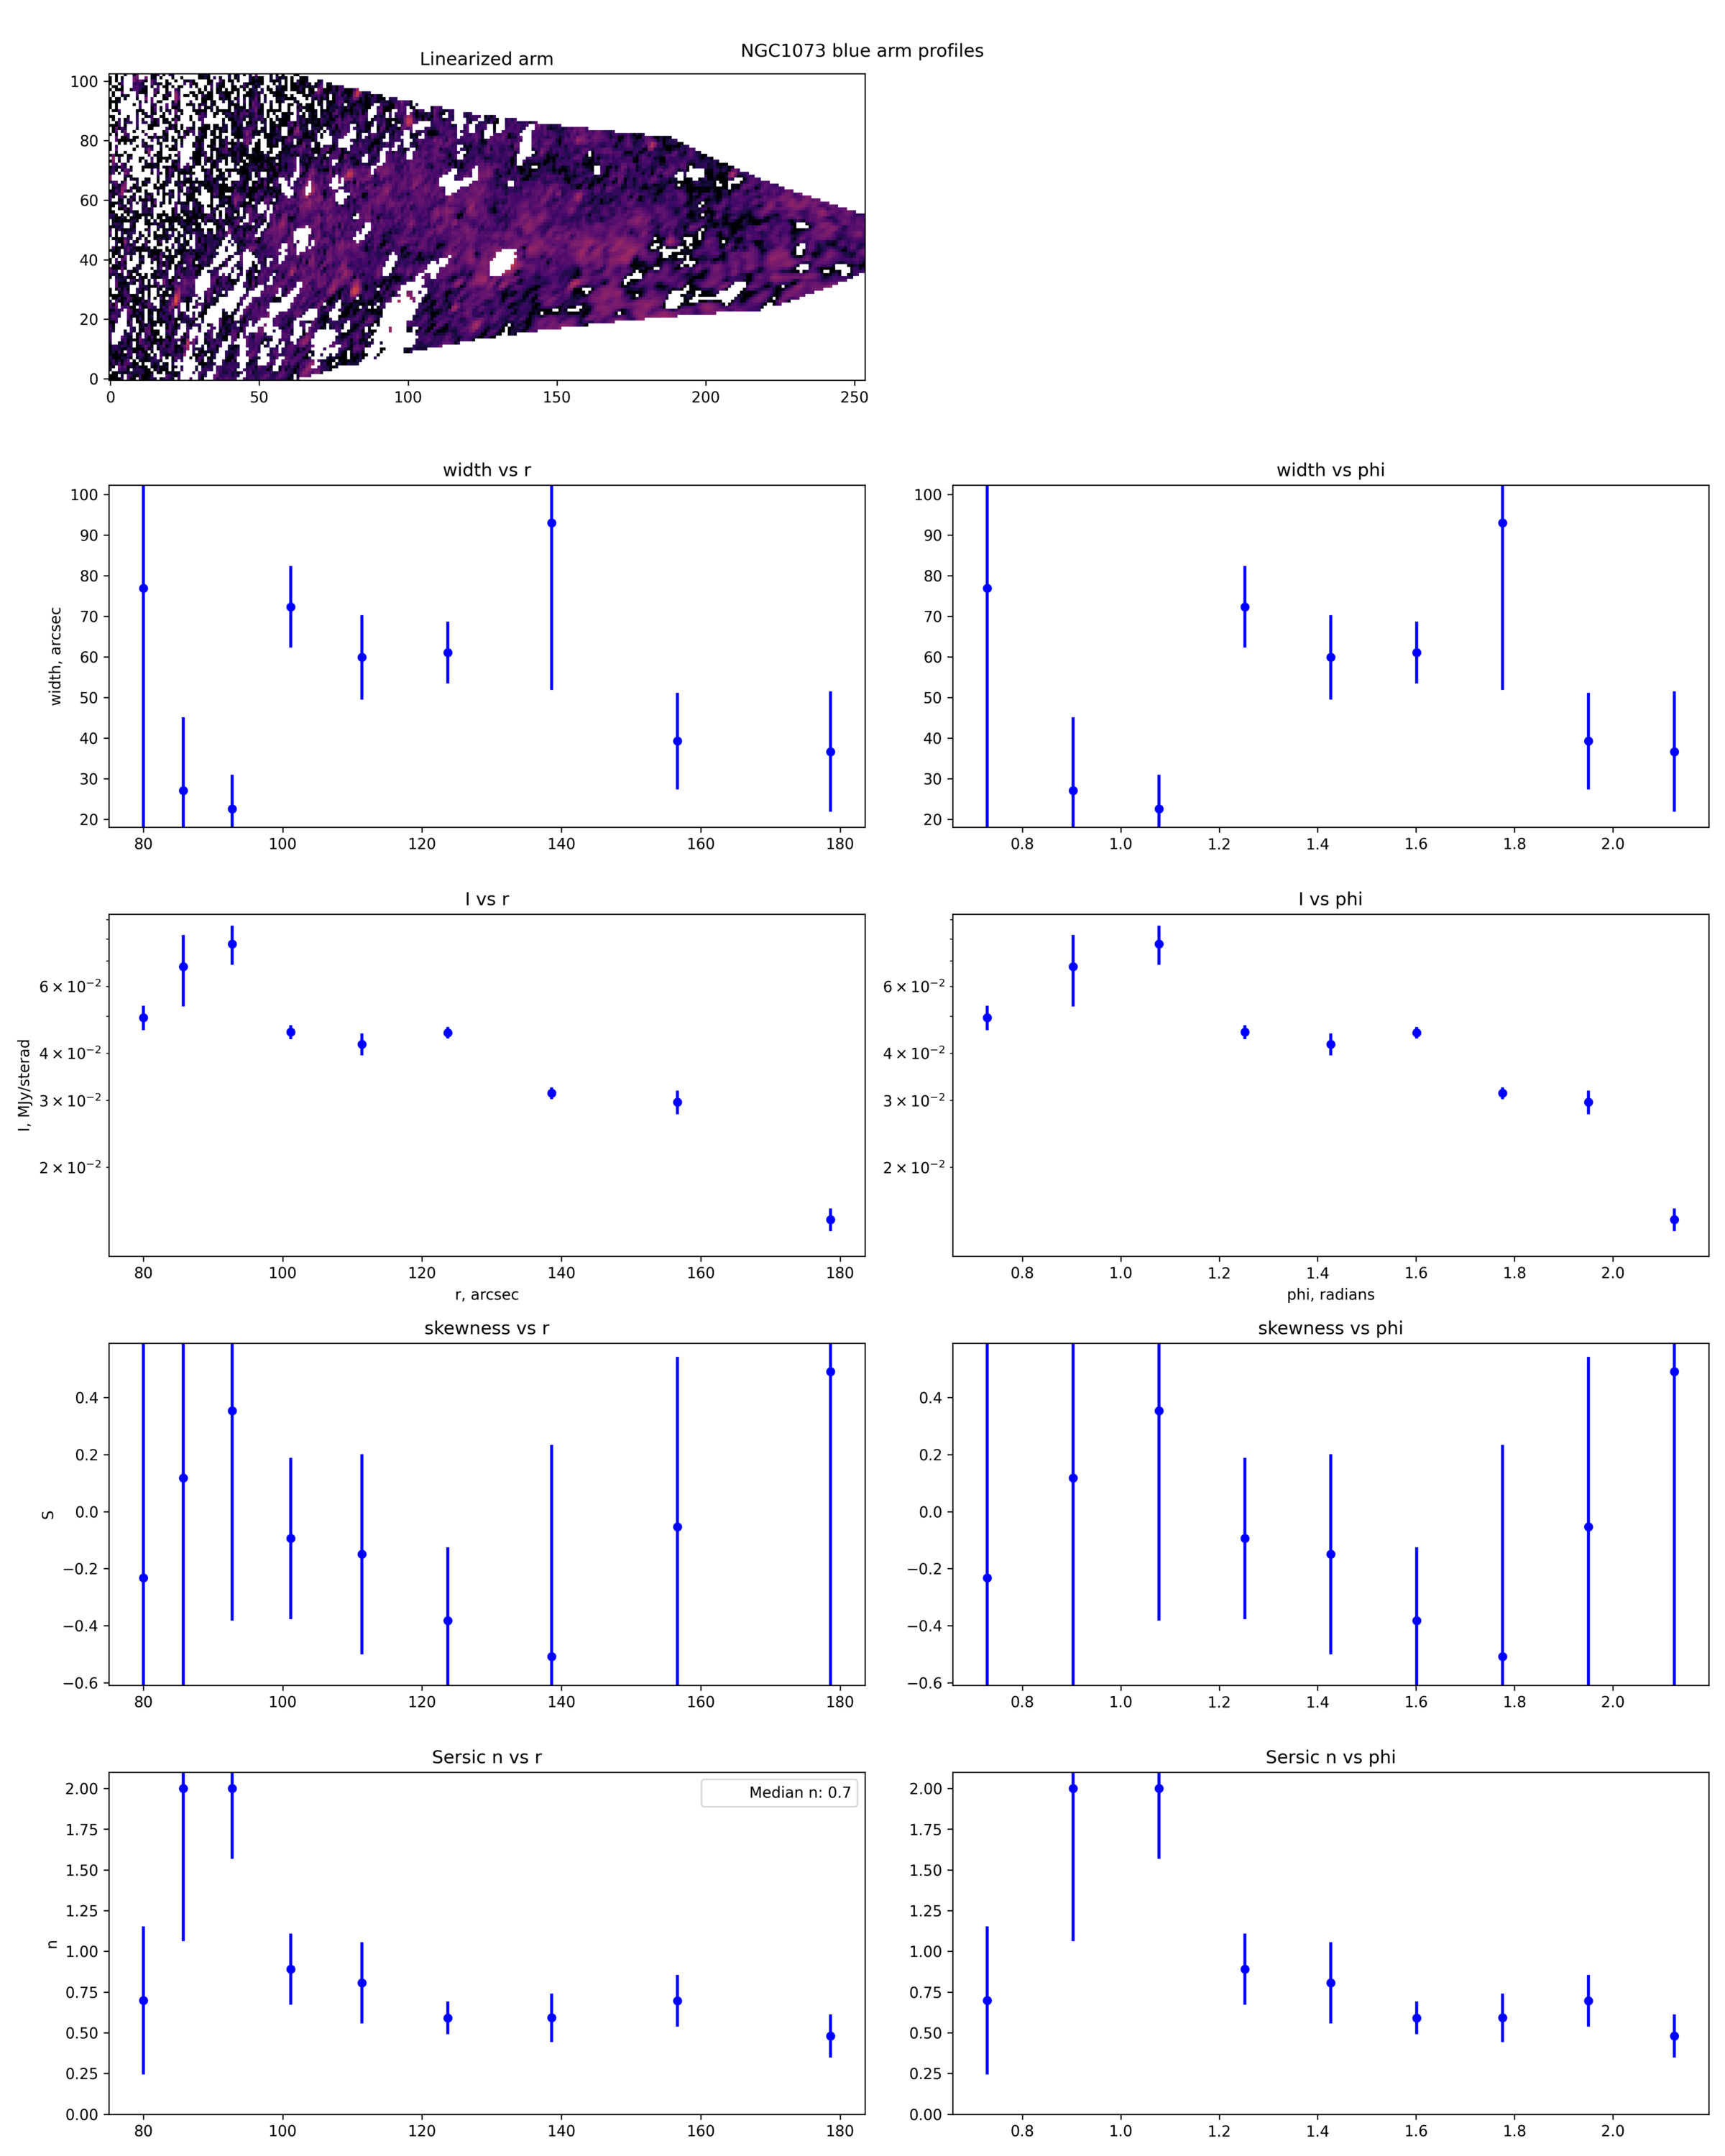 NGC1073 blue arm profiles
Linearized arm
100
80
60
40
20
0
0 50 100 150 200 250
width vs r
width, arcsec
100
90
80
70
60
50
40
30
20
80 100 120 140 160 180
width vs phi
100
90
80
70
60
50
40
30
20
0.8 1.0 1.2 1.4 1.6 1.8 2.0
I vs r
I, MJy/sterad
6 × 10⁻²
4 × 10⁻²
3 × 10⁻²
2 × 10⁻²
80 100 120 140 160 180
r, arcsec
I vs phi
6 × 10⁻²
4 × 10⁻²
3 × 10⁻²
2 × 10⁻²
0.8 1.0 1.2 1.4 1.6 1.8 2.0
phi, radians
skewness vs r
S
0.4
0.2
0.0
−0.2
−0.4
−0.6
80 100 120 140 160 180
skewness vs phi
0.4
0.2
0.0
−0.2
−0.4
−0.6
0.8 1.0 1.2 1.4 1.6 1.8 2.0
Sersic n vs r
n
2.00
1.75
1.50
1.25
1.00
0.75
0.50
0.25
0.00
Median n: 0.7
80 100 120 140 160 180
Sersic n vs phi
2.00
1.75
1.50
1.25
1.00
0.75
0.50
0.25
0.00
0.8 1.0 1.2 1.4 1.6 1.8 2.0